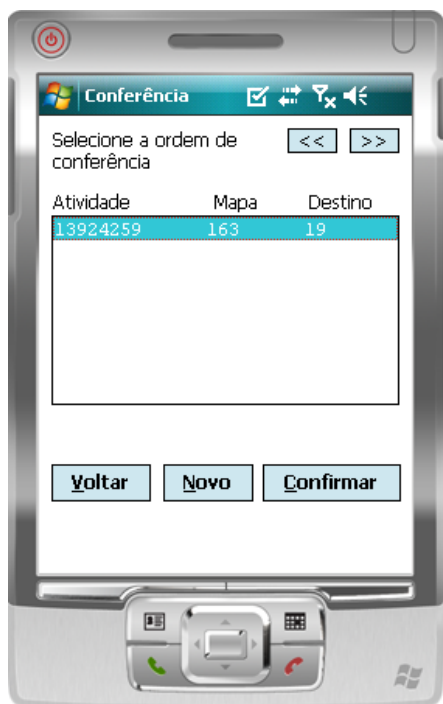 Conferência
Selecione a ordem de << >>
conferência
Atividade Mapa Destino
13924259 163 19
Voltar Novo Confirmar